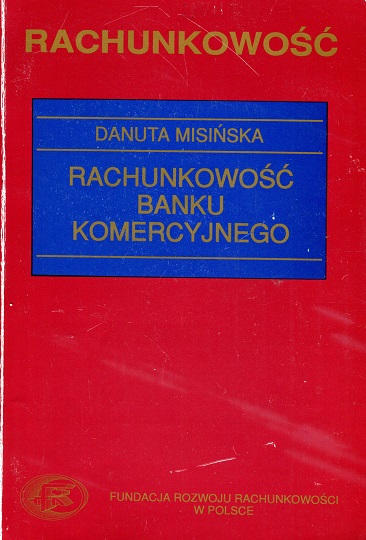 RACHUNKOWOŚĆ
DANUTA MISIŃSKA
RACHUNKOWOŚĆ
BANKU
KOMERCYJNEGO
FUNDACJA ROZWOJU RACHUNKOWOŚCI
W POLSCE